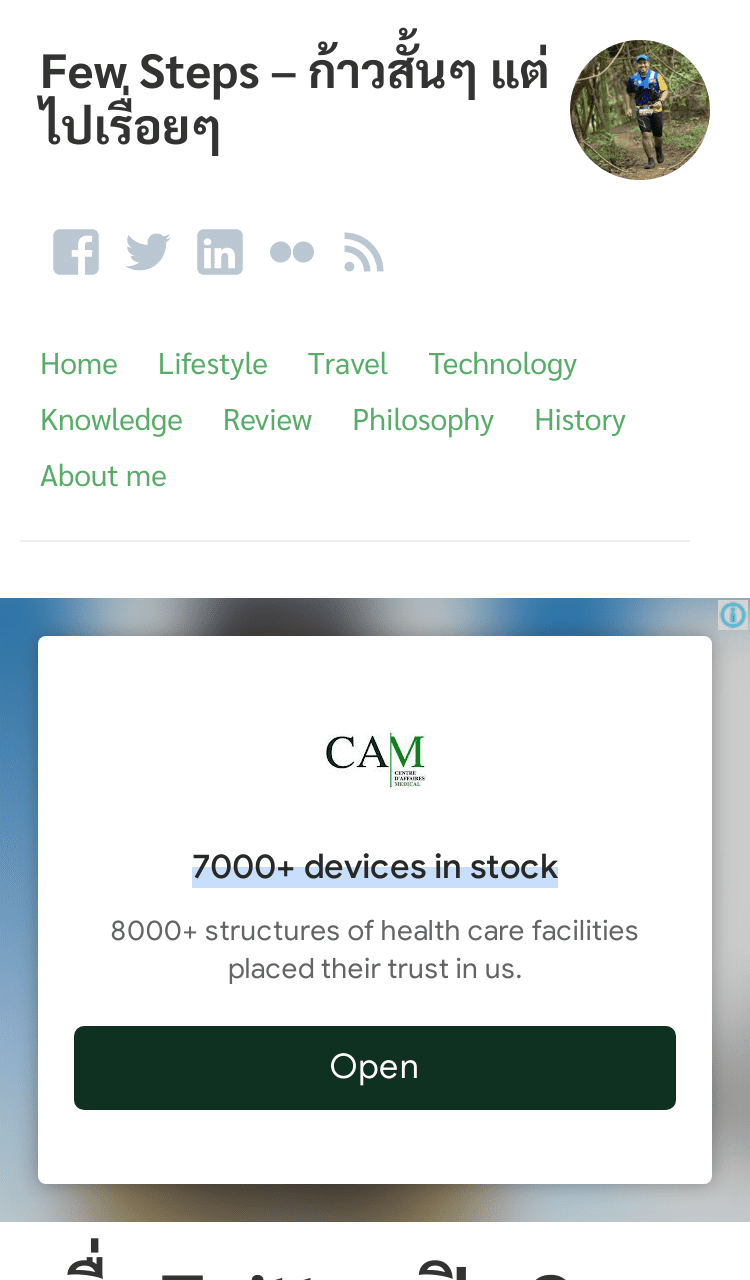 Few Steps – ก้าวสั้นๆ แต่
ไปเรื่อยๆ
Home Lifestyle Travel Technology
Knowledge Review Philosophy History
About me
CAM
CENTRE
D'AFFAIRES
MEDICAL
7000+ devices in stock
8000+ structures of health care facilities
placed their trust in us.
Open